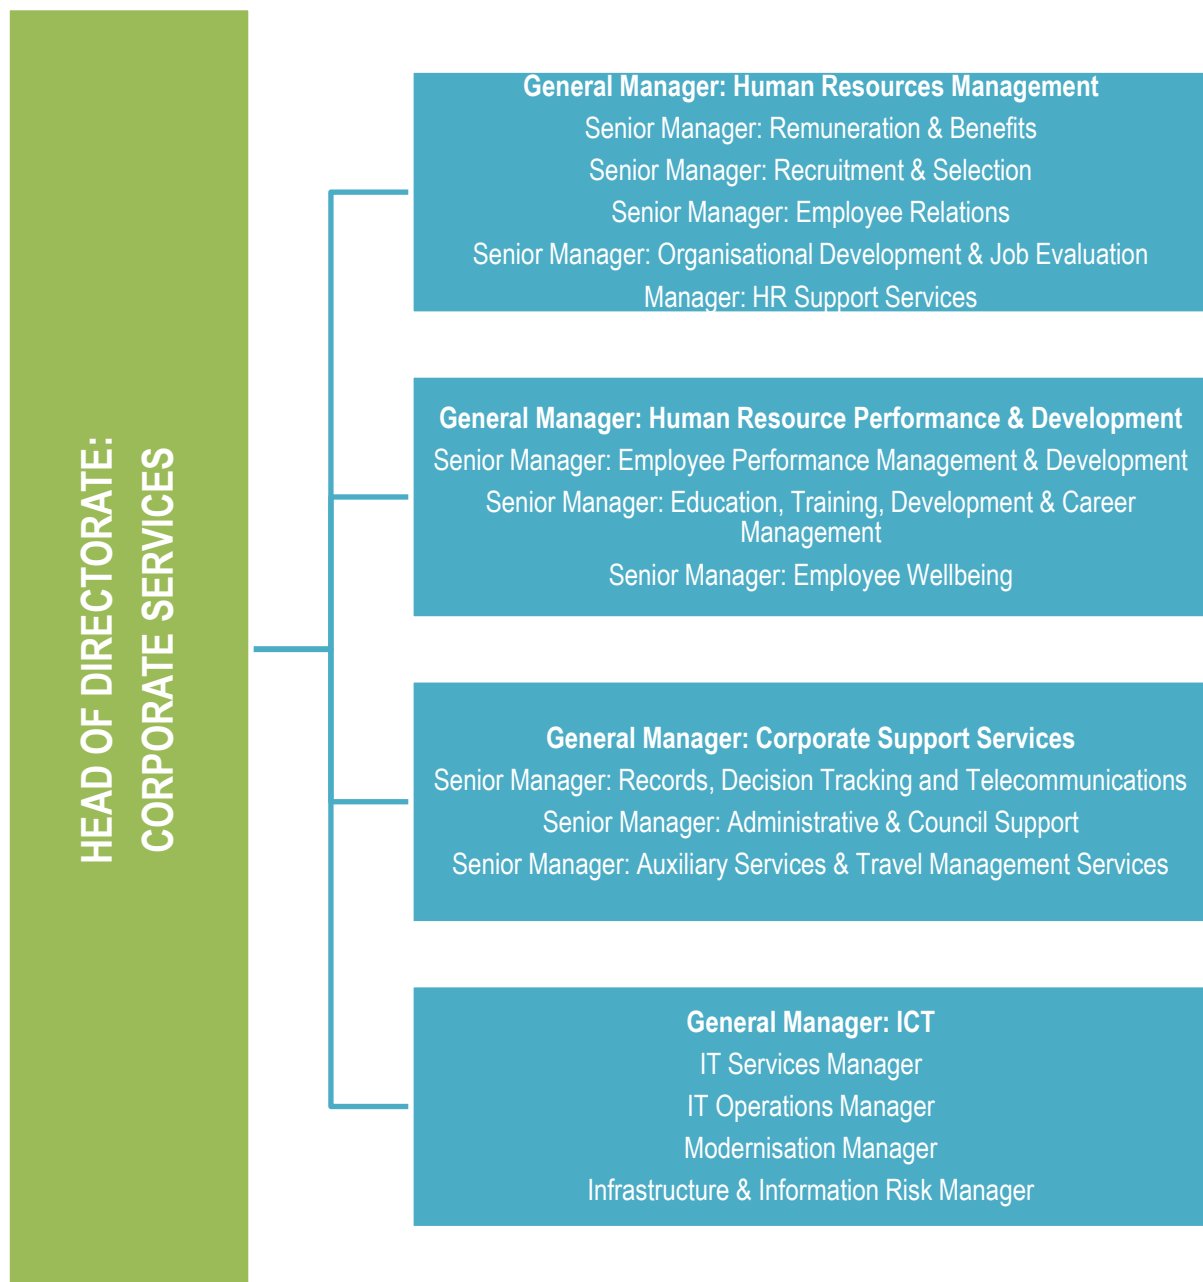 HEAD OF DIRECTORATE:
CORPORATE SERVICES
General Manager: Human Resources Management
Senior Manager: Remuneration & Benefits
Senior Manager: Recruitment & Selection
Senior Manager: Employee Relations
Senior Manager: Organisational Development & Job Evaluation
Manager: HR Support Services
General Manager: Human Resource Performance & Development
Senior Manager: Employee Performance Management & Development
Senior Manager: Education, Training, Development & Career
Management
Senior Manager: Employee Wellbeing
General Manager: Corporate Support Services
Senior Manager: Records, Decision Tracking and Telecommunications
Senior Manager: Administrative & Council Support
Senior Manager: Auxiliary Services & Travel Management Services
General Manager: ICT
IT Services Manager
IT Operations Manager
Modernisation Manager
Infrastructure & Information Risk Manager